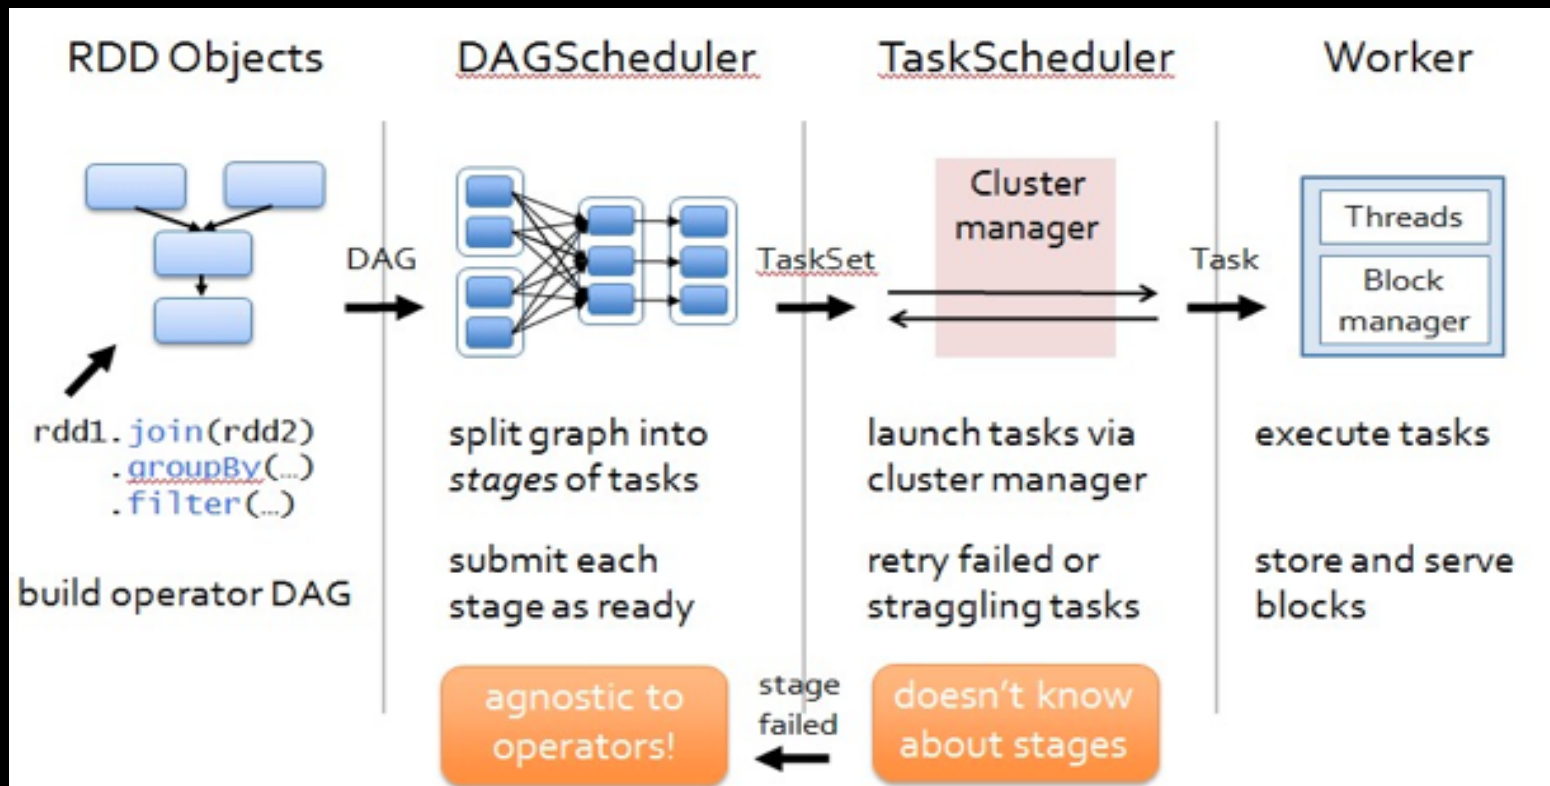 RDD Objects
DAGScheduler
TaskScheduler
Worker
DAG
TaskSet
Cluster
manager
Task
Threads
Block
manager
rdd1.join(rdd2)
.groupBy(…)
.filter(…)
build operator DAG
split graph into
stages of tasks
submit each
stage as ready
launch tasks via
cluster manager
retry failed or
straggling tasks
execute tasks
store and serve
blocks
agnostic to
operators!
stage
failed
doesn't know
about stages